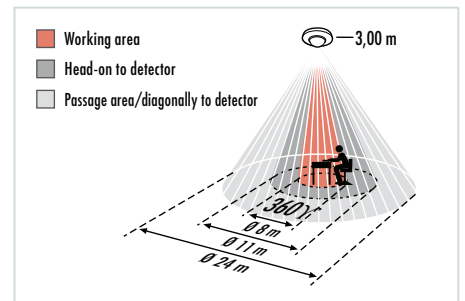 Working area
Head-on to detector
Passage area/diagonally to detector
3,00 m
360°
Ø 8 m
Ø 11 m
Ø 24 m